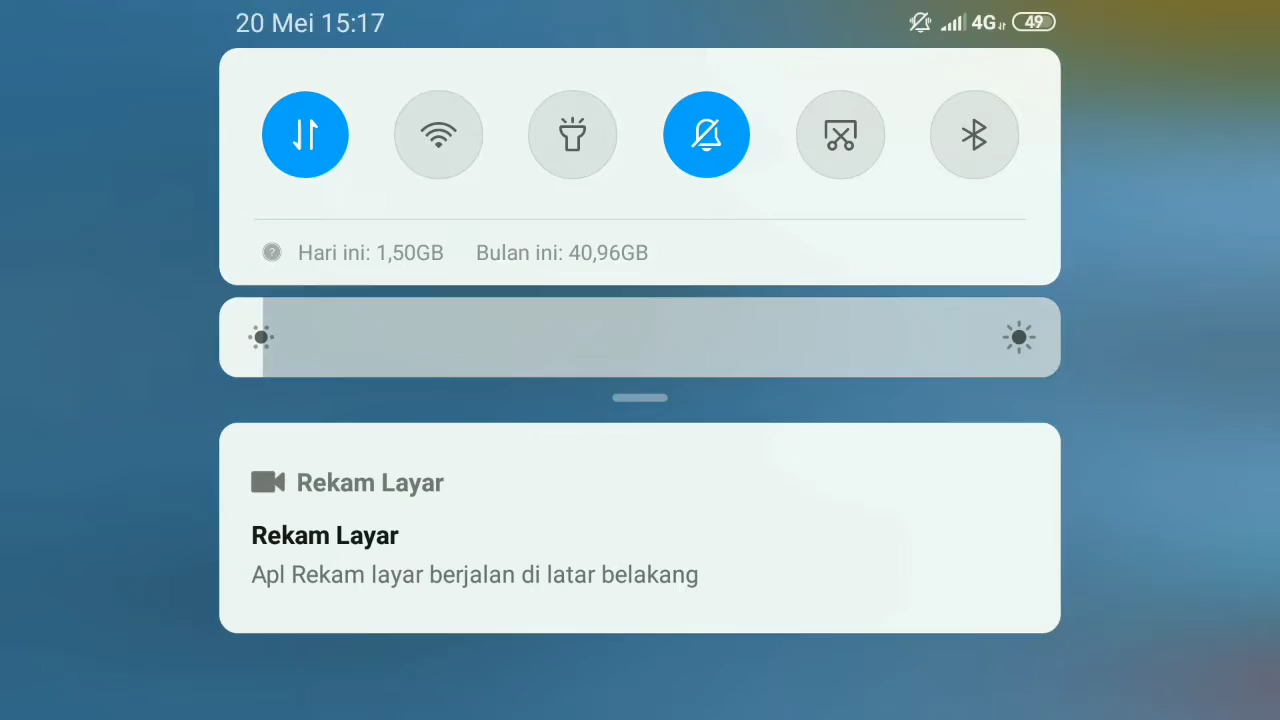 20 Mei 15:17
4G 49
Hari ini: 1,50GB Bulan ini: 40,96GB
Rekam Layar
Rekam Layar
Apl Rekam layar berjalan di latar belakang